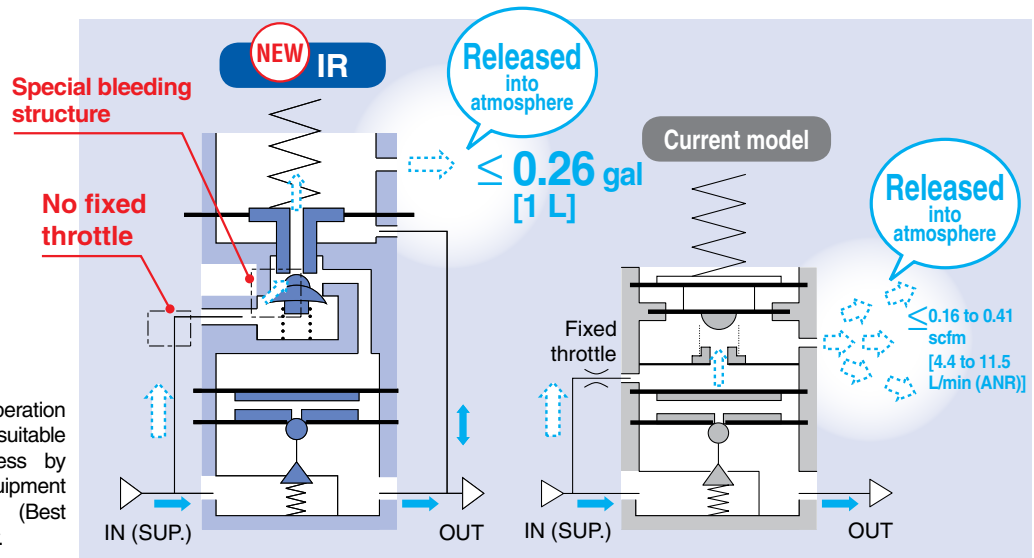 NEW
IR
Released
into
atmosphere
≤ 0.26 gal
[1 L]
Special bleeding
structure
No fixed
throttle
IN (SUP.)
OUT
Current model
Released
into
atmosphere
≤0.16 to 0.41
scfm
[4.4 to 11.5
L/min (ANR)]
Fixed
throttle
IN (SUP.)
OUT
peration
suitable
ess by
uipment
(Best